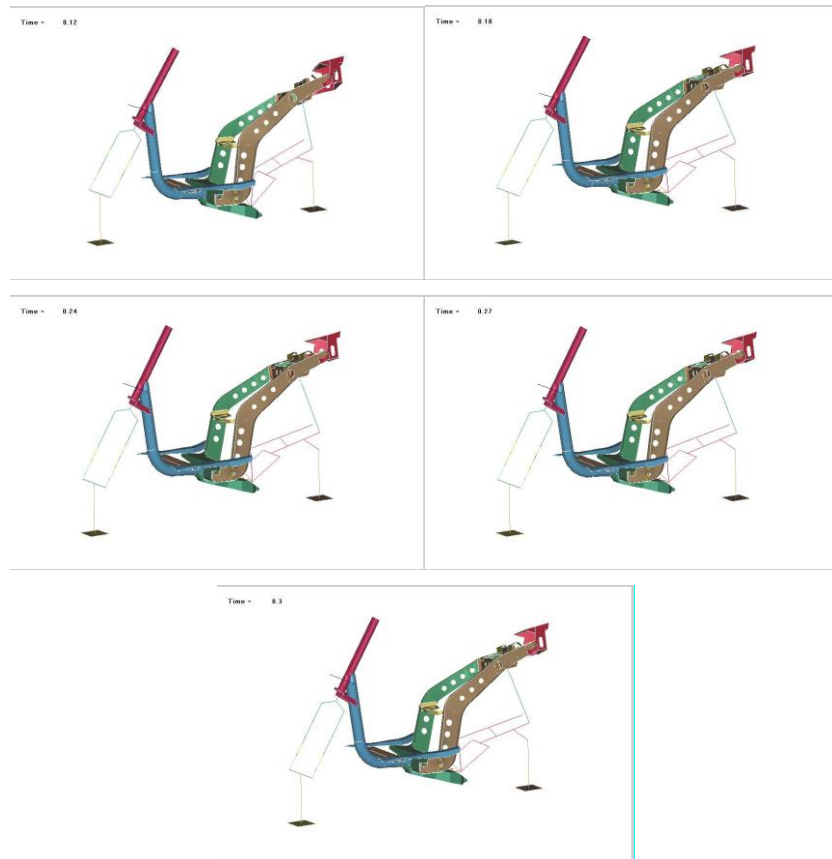 Time = 0.12
Time = 0.18
Time = 0.24
Time = 0.27
Time = 0.3